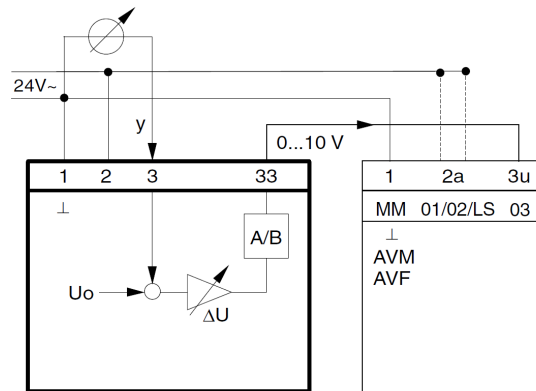 24V~
y
0...10 V
1 2 3 33
1 2a 3u
⊥
MM 01/02/LS 03
A/B
⊥
AVM
AVF
Uo
ΔU